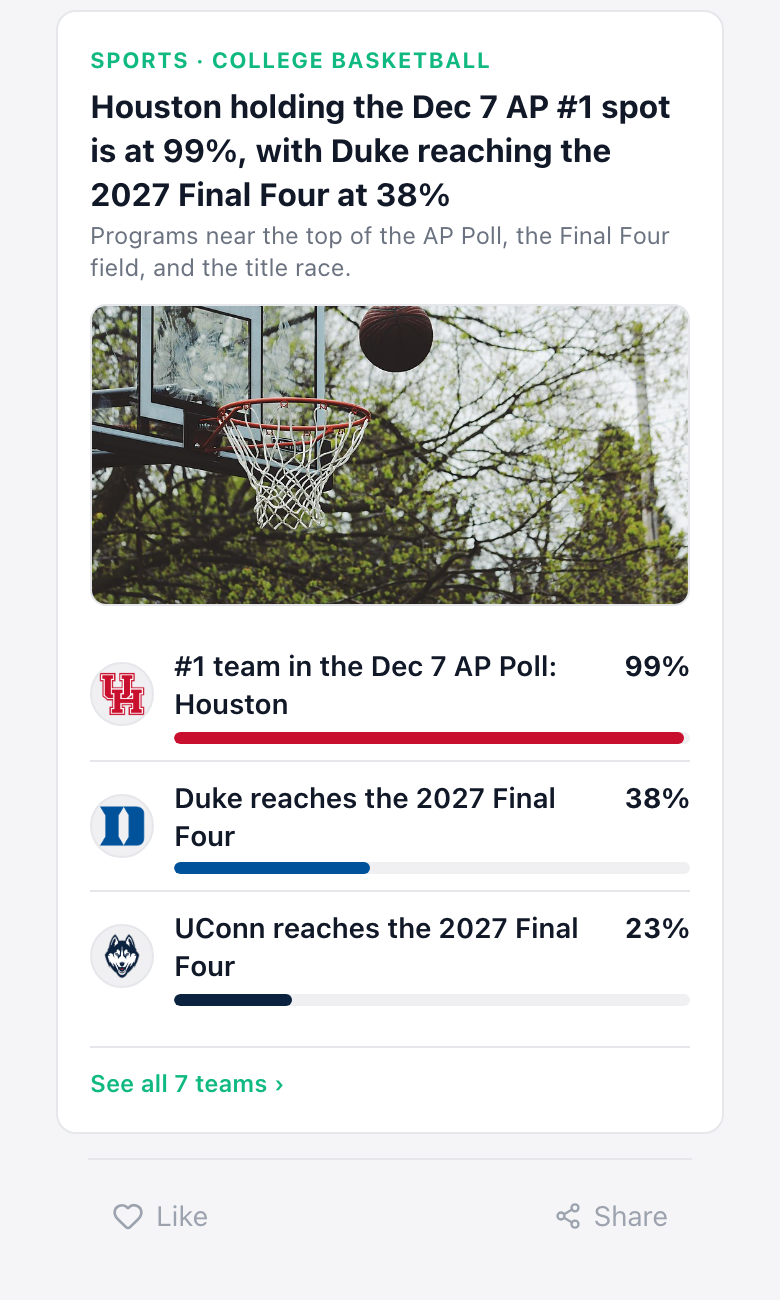 SPORTS · COLLEGE BASKETBALL
Houston holding the Dec 7 AP #1 spot
is at 99%, with Duke reaching the
2027 Final Four at 38%
Programs near the top of the AP Poll, the Final Four
field, and the title race.
#1 team in the Dec 7 AP Poll: 99%
Houston
UH
Duke reaches the 2027 Final 38%
Four
D
UConn reaches the 2027 Final 23%
Four
See all 7 teams ›
Like Share